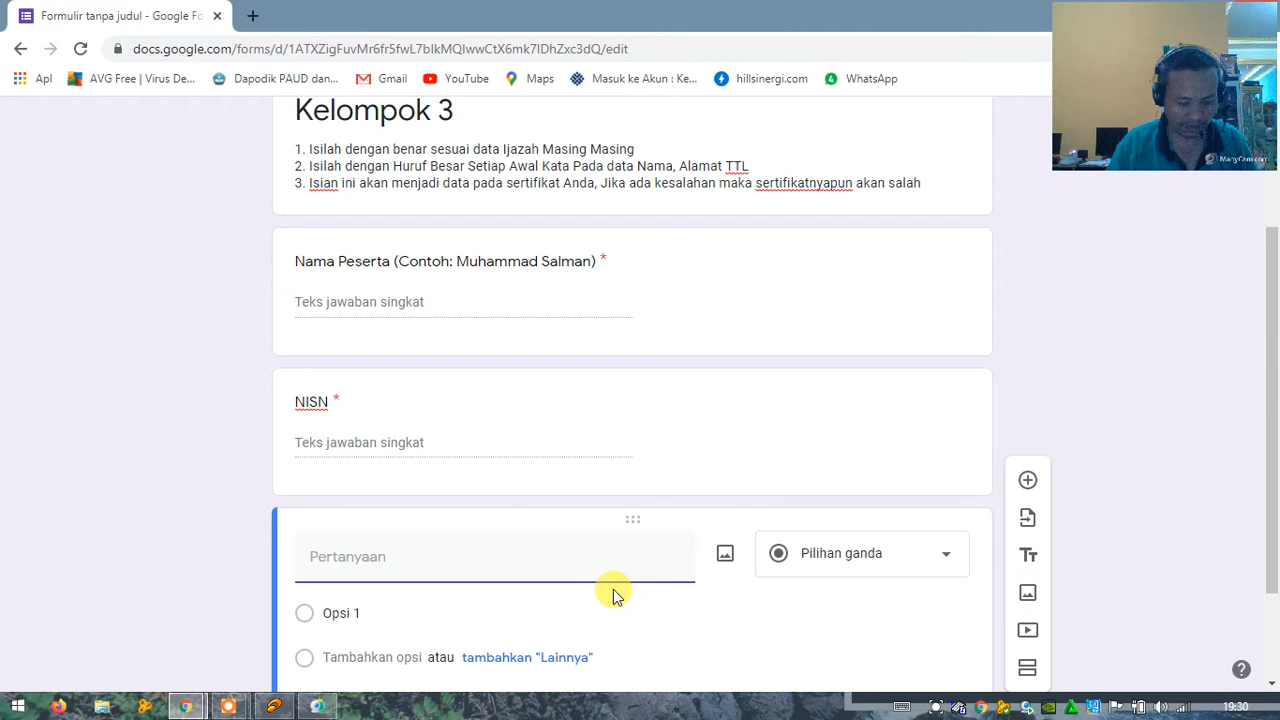 Formulir tanpa judul - Google Fo
docs.google.com/forms/d/1ATXZigFuvMr6fr5fwL7blkMQIwwCtX6mk7lDhZxc3dQ/edit
Apl
AVG Free | Virus De...
Dapodik PAUD dan...
Gmail
YouTube
Maps
Masuk ke Akun : Ke...
hillsinergi.com
WhatsApp
ManyCam.com
Kelompok 3
1. Isilah dengan benar sesuai data Ijazah Masing Masing
2. Isilah dengan Huruf Besar Setiap Awal Kata Pada data Nama, Alamat TTL
3. Isian ini akan menjadi data pada sertifikat Anda, Jika ada kesalahan maka sertifikatnyapun akan salah
Nama Peserta (Contoh: Muhammad Salman) *
Teks jawaban singkat
NISN *
Teks jawaban singkat
Pertanyaan
Pilihan ganda
Opsi 1
Tambahkan opsi atau tambahkan "Lainnya"
19:30